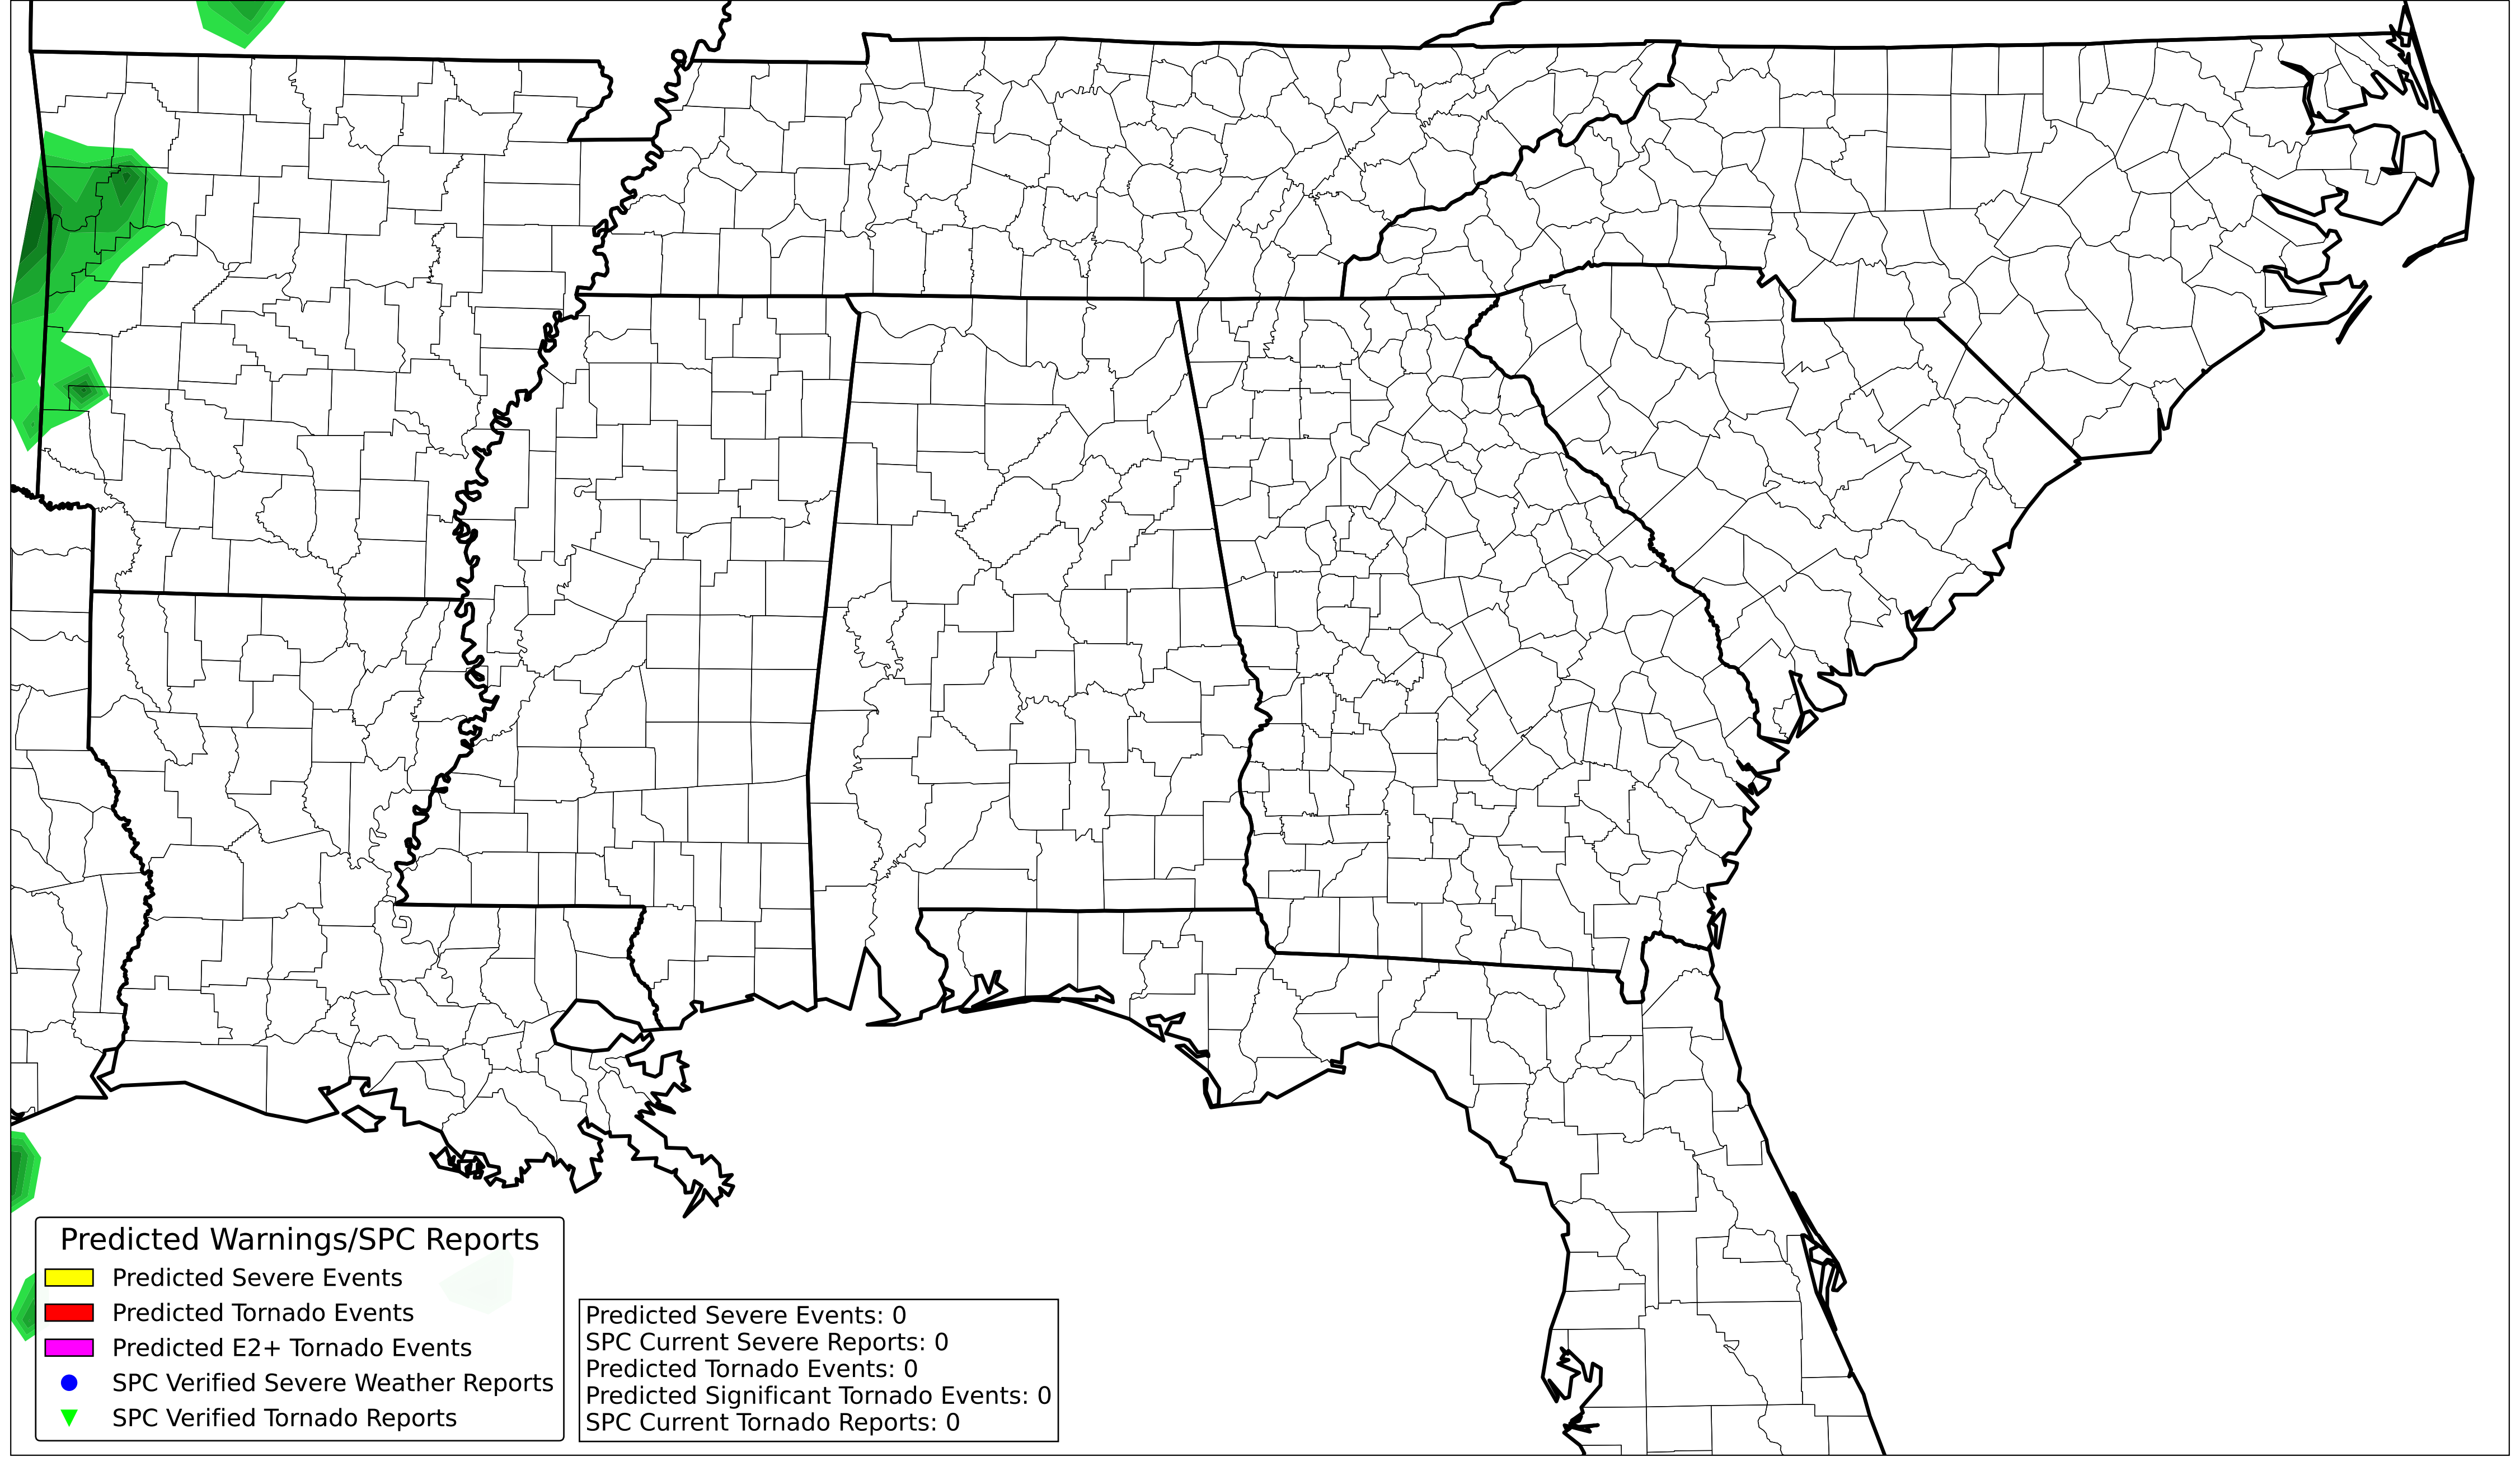 Predicted Warnings/SPC Reports
Predicted Severe Events
Predicted Tornado Events
Predicted E2+ Tornado Events
SPC Verified Severe Weather Reports
SPC Verified Tornado Reports
Predicted Severe Events: 0
SPC Current Severe Reports: 0
Predicted Tornado Events: 0
Predicted Significant Tornado Events: 0
SPC Current Tornado Reports: 0